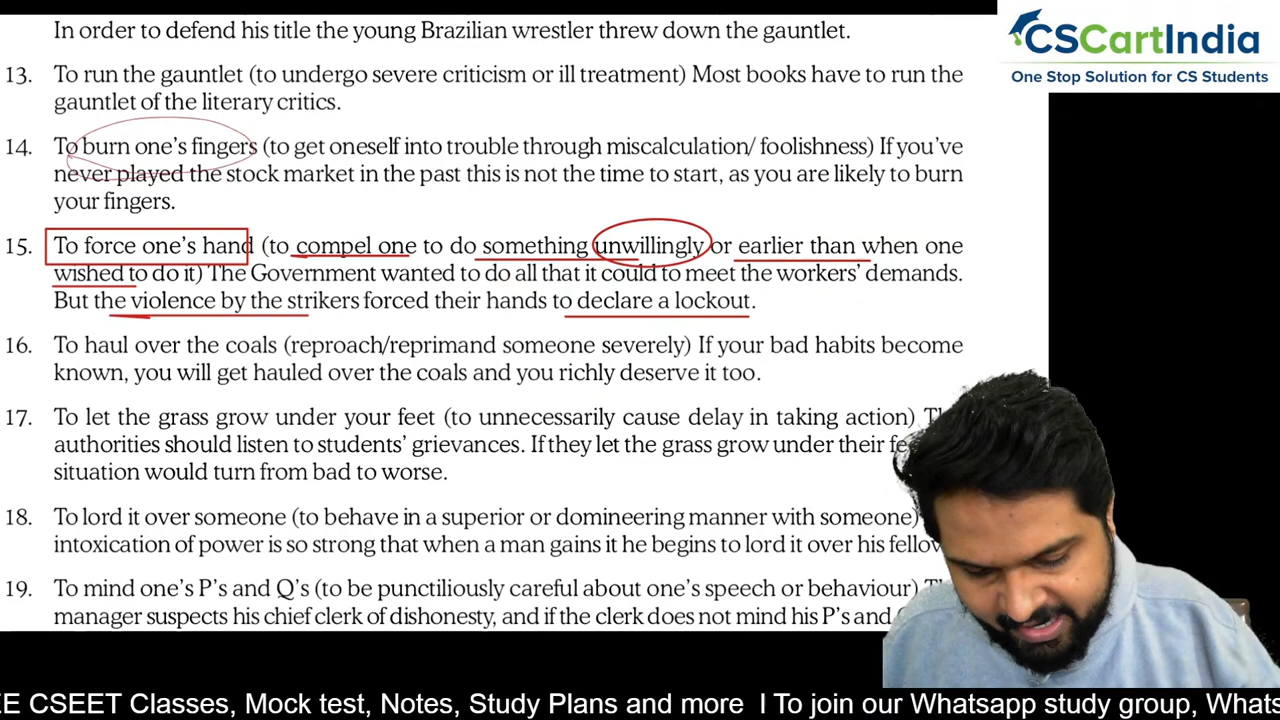 In order to defend his title the young Brazilian wrestler threw down the gauntlet.
CSCartIndia
One Stop Solution for CS Students
13. To run the gauntlet (to undergo severe criticism or ill treatment) Most books have to run the
gauntlet of the literary critics.
14. To burn one's fingers (to get oneself into trouble through miscalculation/ foolishness) If you've
never played the stock market in the past this is not the time to start, as you are likely to burn
your fingers.
15. To force one's hand (to compel one to do something unwillingly or earlier than when one
wished to do it) The Government wanted to do all that it could to meet the workers' demands.
But the violence by the strikers forced their hands to declare a lockout.
16. To haul over the coals (reproach/reprimand someone severely) If your bad habits become
known, you will get hauled over the coals and you richly deserve it too.
17. To let the grass grow under your feet (to unnecessarily cause delay in taking action)
authorities should listen to students' grievances. If they let the grass grow under their
situation would turn from bad to worse.
18. To lord it over someone (to behave in a superior or domineering manner with someone)
intoxication of power is so strong that when a man gains it he begins to lord it over his
19. To mind one's P's and Q's (to be punctiliously careful about one's speech or behaviour)
manager suspects his chief clerk of dishonesty, and if the clerk does not mind his P's and
EE CSEET Classes, Mock test, Notes, Study Plans and more I To join our Whatsapp study group, Whats